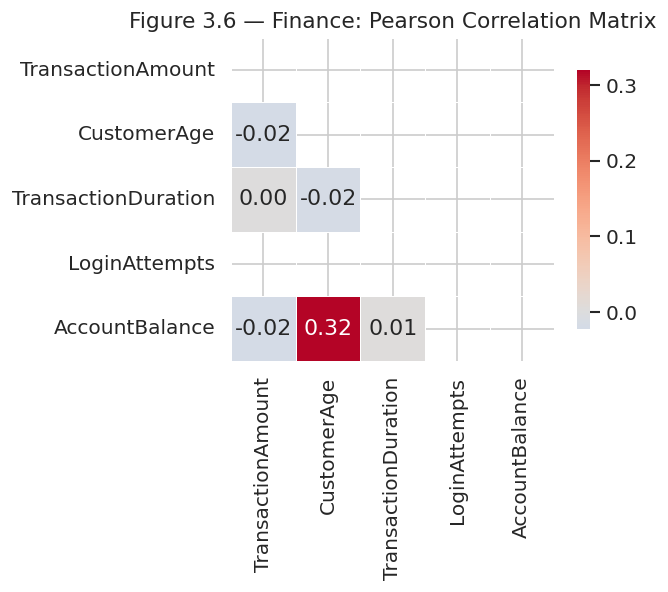 Figure 3.6 — Finance: Pearson Correlation Matrix
TransactionAmount
CustomerAge
-0.02
TransactionDuration
0.00 -0.02
LoginAttempts
AccountBalance
-0.02 0.32 0.01
0.3
0.2
0.1
0.0
TransactionAmount
CustomerAge
TransactionDuration
LoginAttempts
AccountBalance